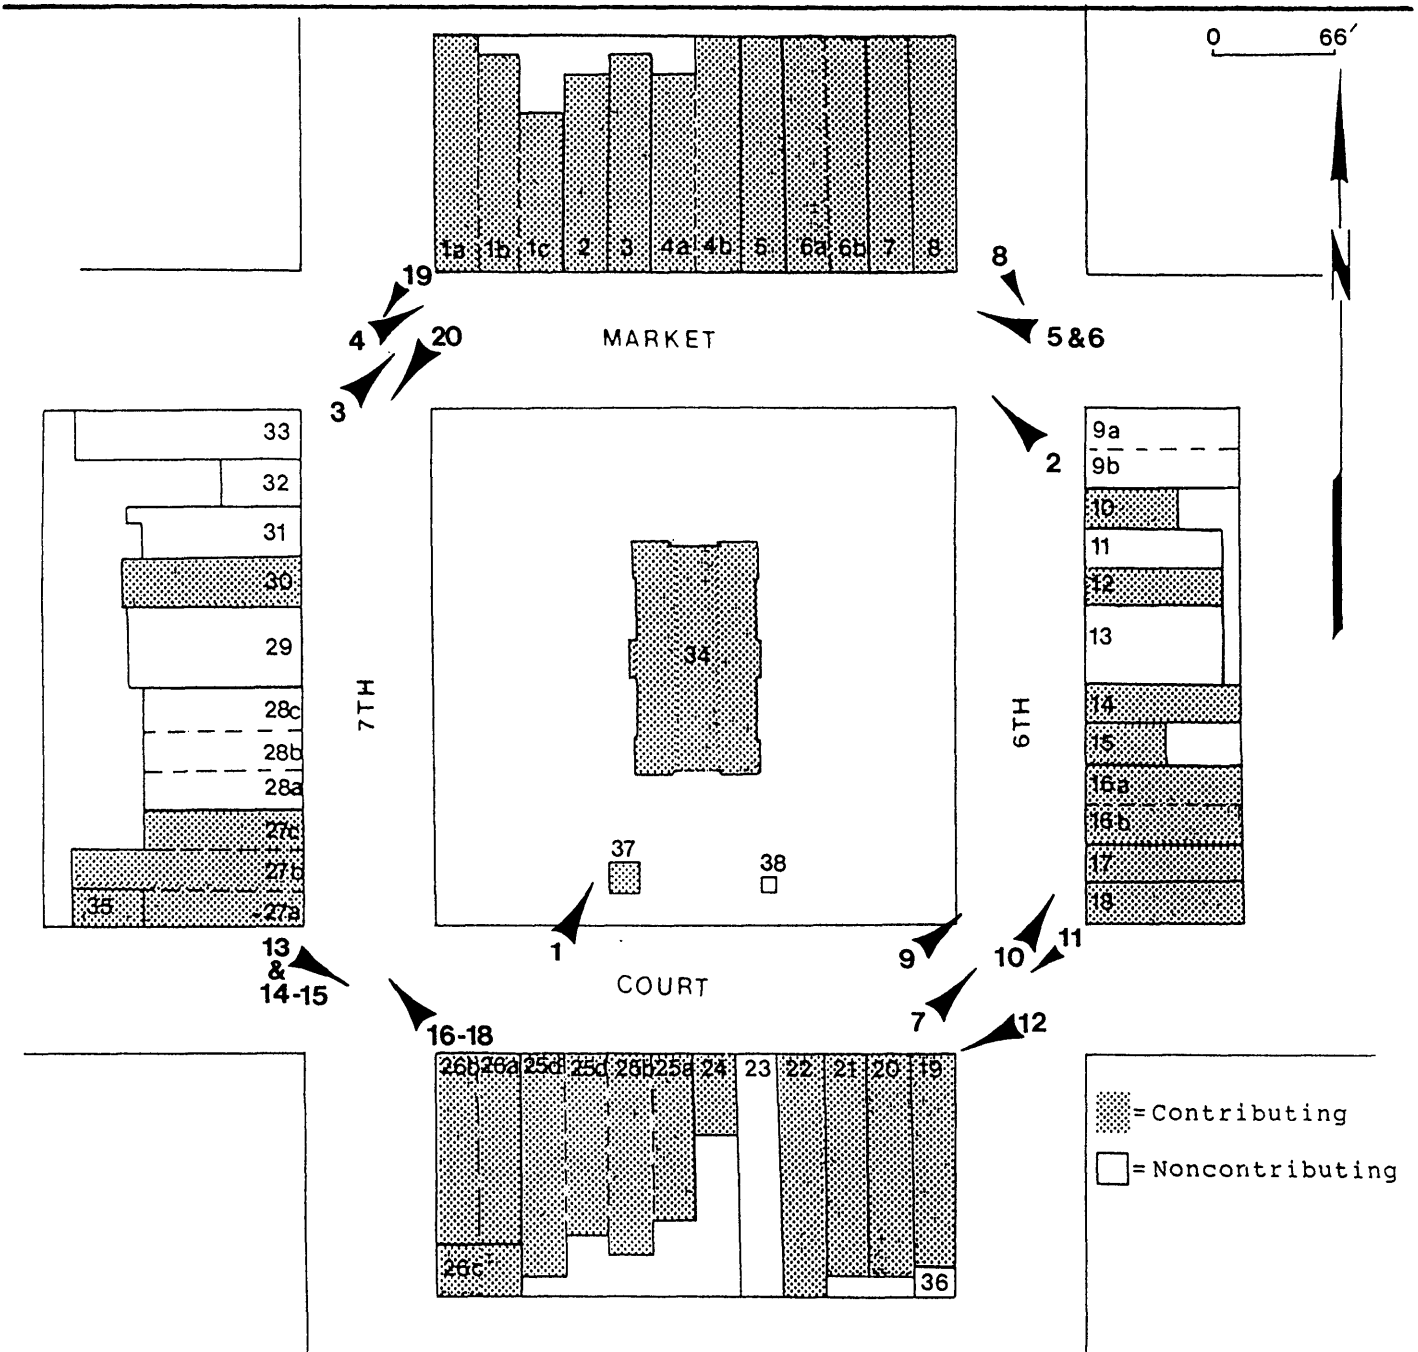 0 66′
1a 1b 1c 2 3 4a 4b 5 6a 6b 7 8
N
19
8
4
20
MARKET
5&6
3
2
33
32
31
30
29
28c
28b
28a
27c
27b
35
27a
7TH
34
37
38
6TH
9a
9b
10
11
12
13
14
15
16a
16b
17
18
13
&
14-15
1
9
10
11
COURT
16-18
7
12
26b 26a 25d 25d 25b 25a 24 23 22 21 20 19
26c
36
= Contributing
= Noncontributing